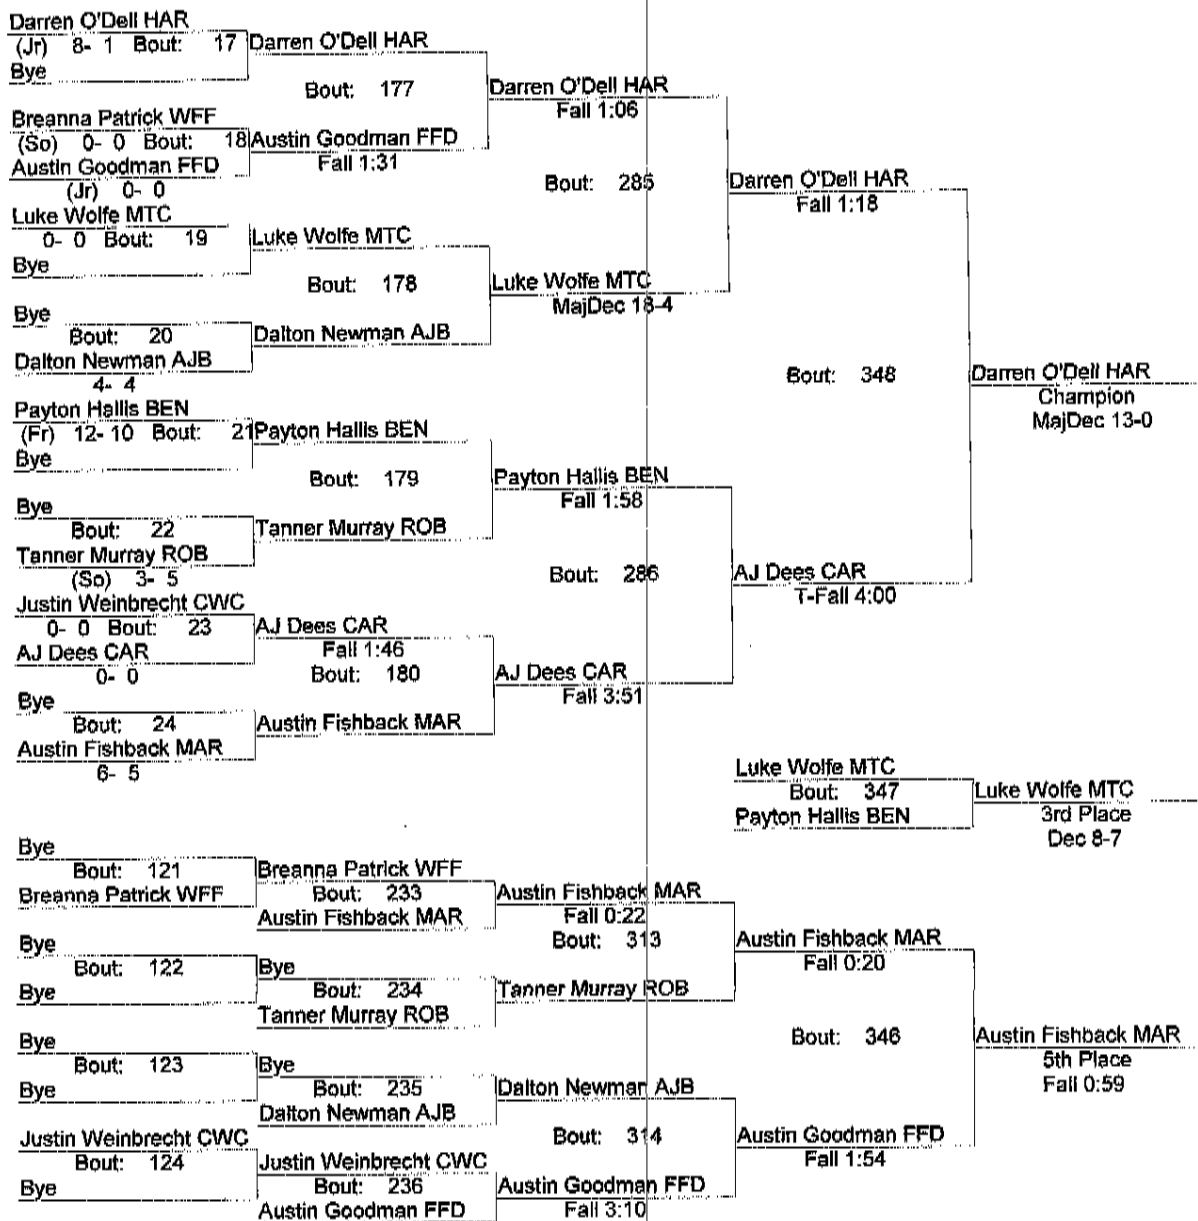 Darren O'Dell HAR
(Jr) 8- 1 Bout: 17 Darren O'Dell HAR
Bye
Bout: 177 Darren O'Dell HAR
Fall 1:06
Breanna Patrick WFF
(So) 0- 0 Bout: 18 Austin Goodman FFD
Austin Goodman FFD Fall 1:31
(Jr) 0- 0
Bout: 285 Darren O'Dell HAR
Fall 1:18
Luke Wolfe MTC
0- 0 Bout: 19 Luke Wolfe MTC
Bye
Bout: 178 Luke Wolfe MTC
MajDec 18-4
Bye
Bout: 20 Dalton Newman AJB
Dalton Newman AJB
4- 4
Bout: 348 Darren O'Dell HAR
Champion
MajDec 13-0
Payton Hallis BEN
(Fr) 12- 10 Bout: 21 Payton Hallis BEN
Bye
Bout: 179 Payton Hallis BEN
Fall 1:58
Bye
Bout: 22 Tanner Murray ROB
Tanner Murray ROB
(So) 3- 5
Bout: 286 AJ Dees CAR
T-Fall 4:00
Justin Weinbrecht CWC
0- 0 Bout: 23 AJ Dees CAR
AJ Dees CAR Fall 1:46
0- 0
Bout: 180 AJ Dees CAR
Fall 3:51
Bye
Bout: 24 Austin Fishback MAR
Austin Fishback MAR
6- 5
Luke Wolfe MTC
Bout: 347 Luke Wolfe MTC
Payton Hallis BEN 3rd Place
Dec 8-7
Bye
Bout: 121 Breanna Patrick WFF
Breanna Patrick WFF Bout: 233 Austin Fishback MAR
Austin Fishback MAR Fall 0:22
Bye
Bout: 313 Austin Fishback MAR
Fall 0:20
Bout: 122 Bye
Bye Bout: 234 Tanner Murray ROB
Tanner Murray ROB
Bye
Bout: 346 Austin Fishback MAR
5th Place
Fall 0:59
Bout: 123 Bye
Bye Bout: 235 Dalton Newman AJB
Dalton Newman AJB
Bout: 314 Austin Goodman FFD
Fall 1:54
Justin Weinbrecht CWC
Bout: 124 Justin Weinbrecht CWC
Bye Bout: 236 Austin Goodman FFD
Austin Goodman FFD Fall 3:10